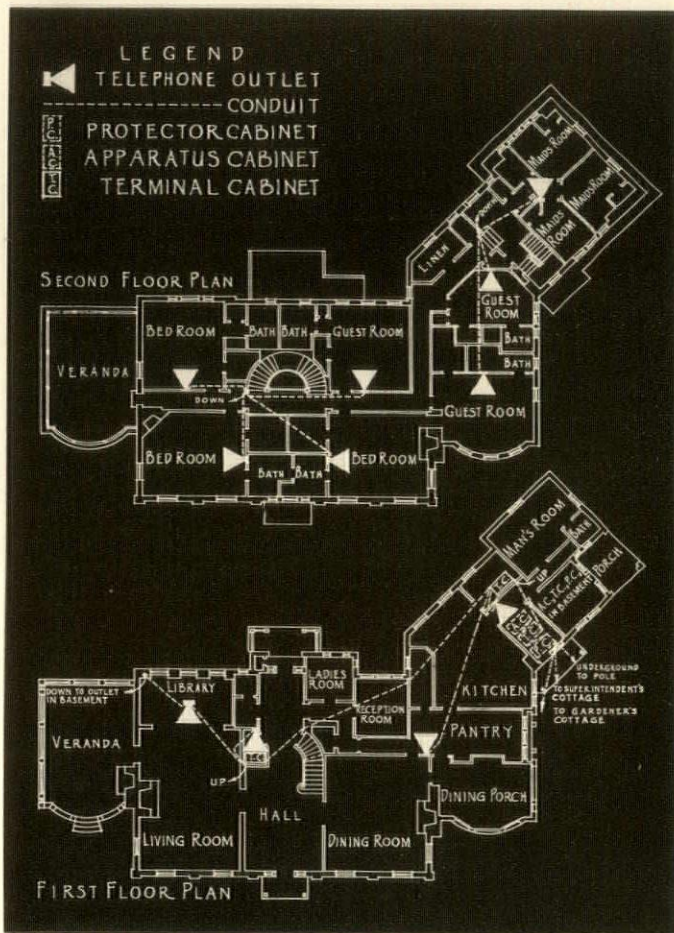 LEGEND
TELEPHONE OUTLET
CONDUIT
P.C. PROTECTOR CABINET
A.C. APPARATUS CABINET
T.C. TERMINAL CABINET
MAIDS ROOM
MAIDS ROOM
MAIDS ROOM
DOWN
LINEN
SECOND FLOOR PLAN
GUEST ROOM
BED ROOM
BATH
BATH
GUEST ROOM
BATH
BATH
VERANDA
DOWN
GUEST ROOM
BED ROOM
BATH
BATH
BED ROOM
MAN'S ROOM
BATH
PORCH
UP
T.C.
A.C., T.C., P.C.
IN BASEMENT
UNDERGROUND
TO POLE
TO SUPERINTENDENT'S
COTTAGE
TO GARDENER'S
COTTAGE
DOWN TO OUTLET
IN BASEMENT
LIBRARY
LADIES
ROOM
RECEPTION
ROOM
KITCHEN
VERANDA
PANTRY
T.C.
UP
HALL
DINING PORCH
LIVING ROOM
DINING ROOM
FIRST FLOOR PLAN